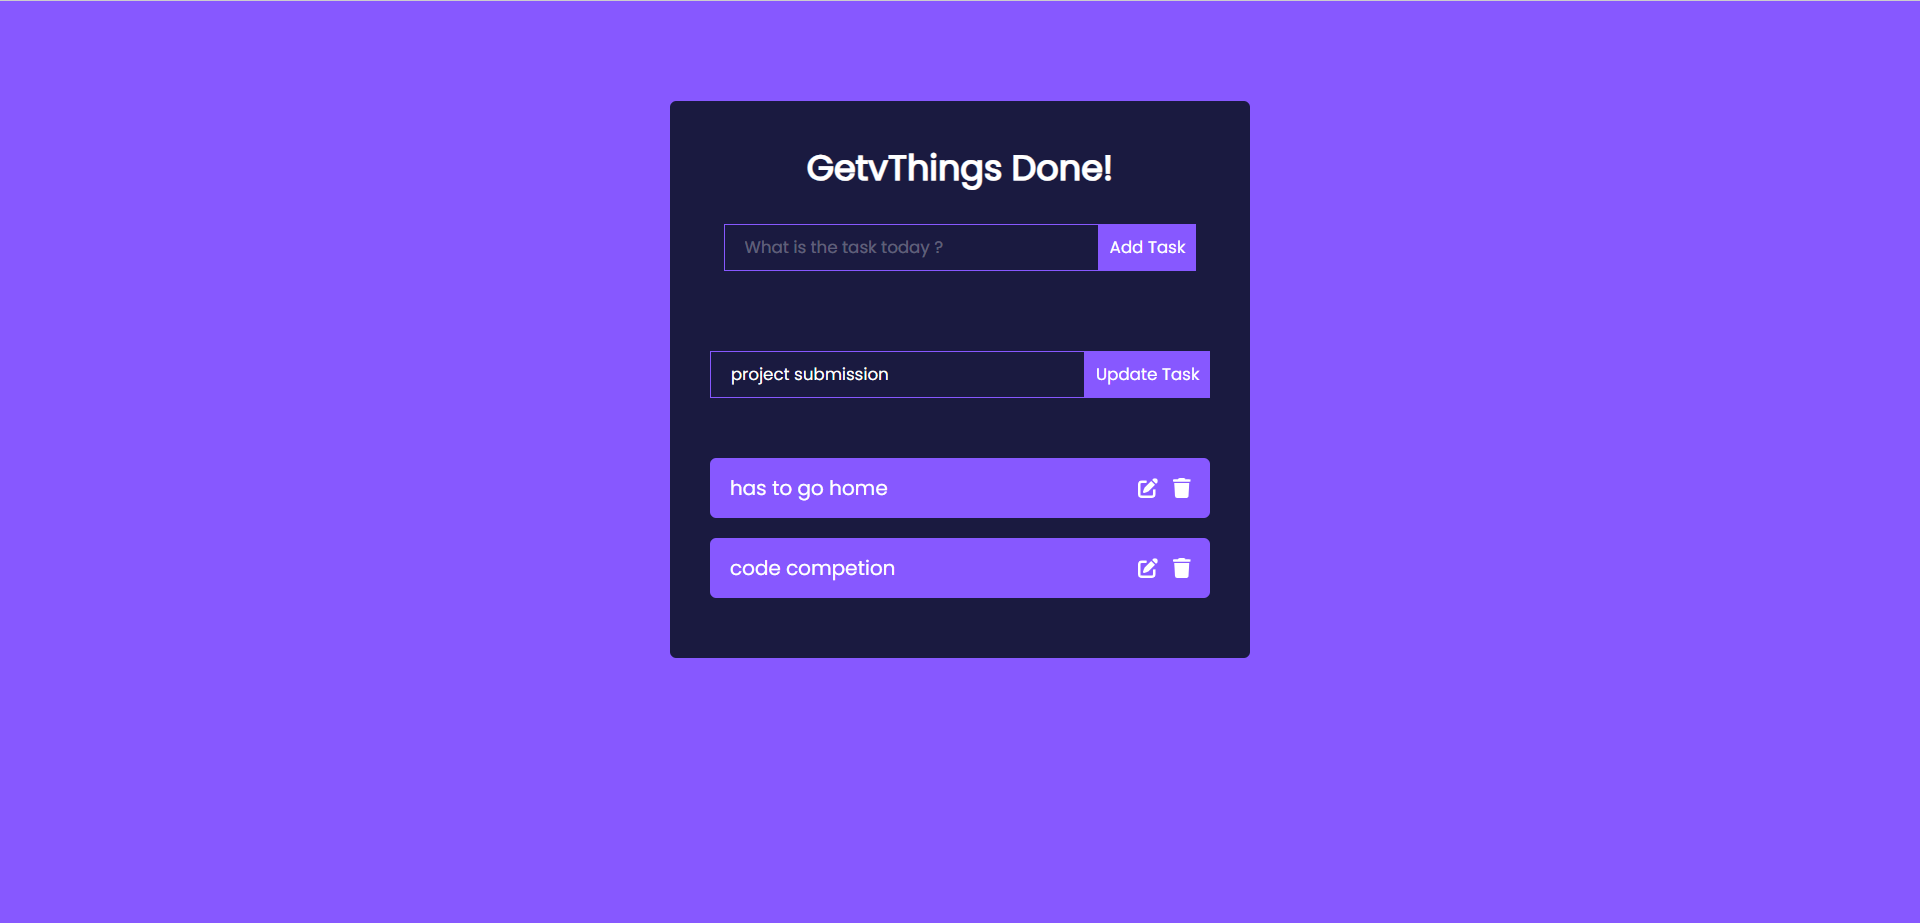 GetvThings Done!
What is the task today ?
Add Task
project submission
Update Task
has to go home
code competion